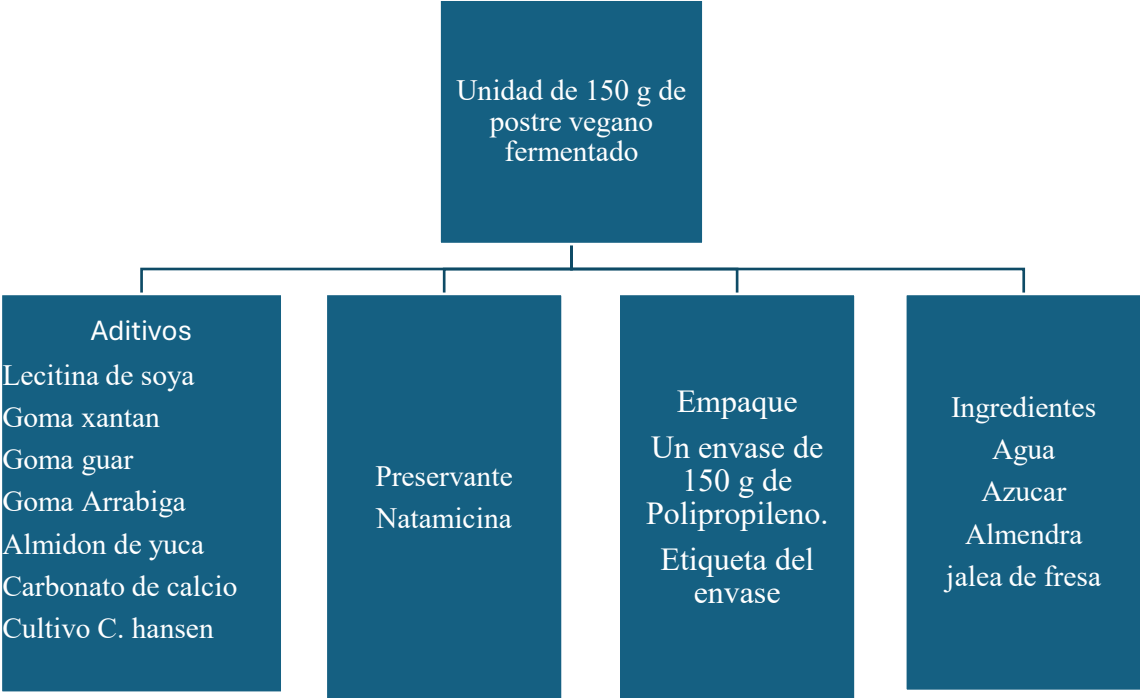 Unidad de 150 g de
postre vegano
fermentado
Aditivos
Lecitina de soya
Goma xantan
Goma guar
Goma Arrabiga
Almidon de yuca
Carbonato de calcio
Cultivo C. hansen
Preservante
Natamicina
Empaque
Un envase de
150 g de
Polipropileno.
Etiqueta del
envase
Ingredientes
Agua
Azucar
Almendra
jalea de fresa